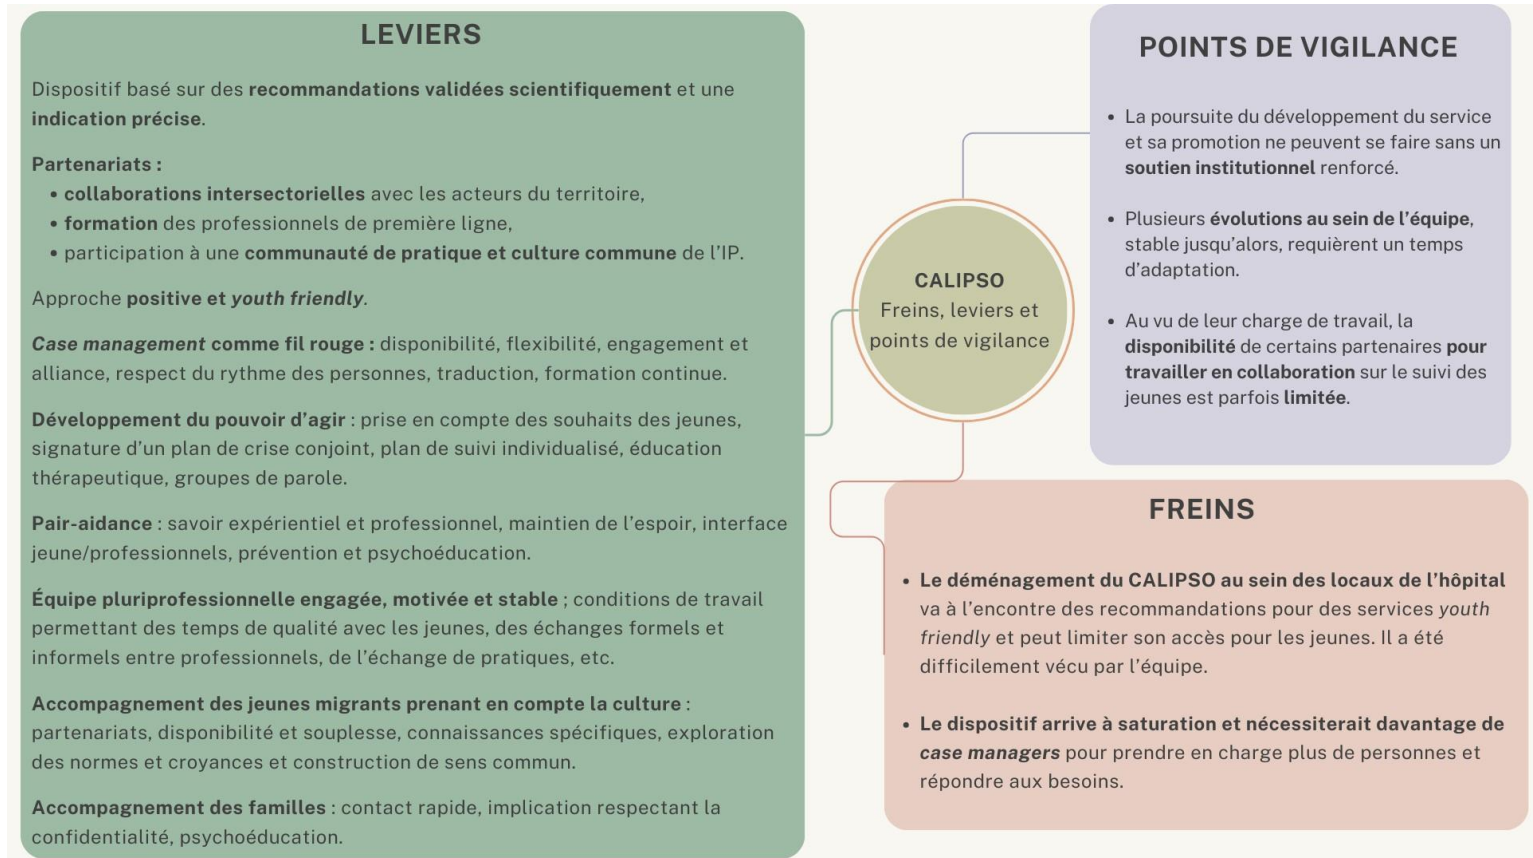 LEVIERS
Dispositif basé sur des recommandations validées scientifiquement et une
indication précise.
Partenariats :
• collaborations intersectorielles avec les acteurs du territoire,
• formation des professionnels de première ligne,
• participation à une communauté de pratique et culture commune de l'IP.
Approche positive et youth friendly.
Case management comme fil rouge : disponibilité, flexibilité, engagement et
alliance, respect du rythme des personnes, traduction, formation continue.
Développement du pouvoir d'agir : prise en compte des souhaits des jeunes,
signature d'un plan de crise conjoint, plan de suivi individualisé, éducation
thérapeutique, groupes de parole.
Pair-aidance : savoir expérientiel et professionnel, maintien de l'espoir, interface
jeune/professionnels, prévention et psychoéducation.
Équipe pluriprofessionnelle engagée, motivée et stable ; conditions de travail
permettant des temps de qualité avec les jeunes, des échanges formels et
informels entre professionnels, de l'échange de pratiques, etc.
Accompagnement des jeunes migrants prenant en compte la culture :
partenariats, disponibilité et souplesse, connaissances spécifiques, exploration
des normes et croyances et construction de sens commun.
Accompagnement des familles : contact rapide, implication respectant la
confidentialité, psychoéducation.
CALIPSO
Freins, leviers et
points de vigilance
POINTS DE VIGILANCE
• La poursuite du développement du service
et sa promotion ne peuvent se faire sans un
soutien institutionnel renforcé.
• Plusieurs évolutions au sein de l'équipe,
stable jusqu'alors, requièrent un temps
d'adaptation.
• Au vu de leur charge de travail, la
disponibilité de certains partenaires pour
travailler en collaboration sur le suivi des
jeunes est parfois limitée.
FREINS
• Le déménagement du CALIPSO au sein des locaux de l'hôpital
va à l'encontre des recommandations pour des services youth
friendly et peut limiter son accès pour les jeunes. Il a été
difficilement vécu par l'équipe.
• Le dispositif arrive à saturation et nécessiterait davantage de
case managers pour prendre en charge plus de personnes et
répondre aux besoins.